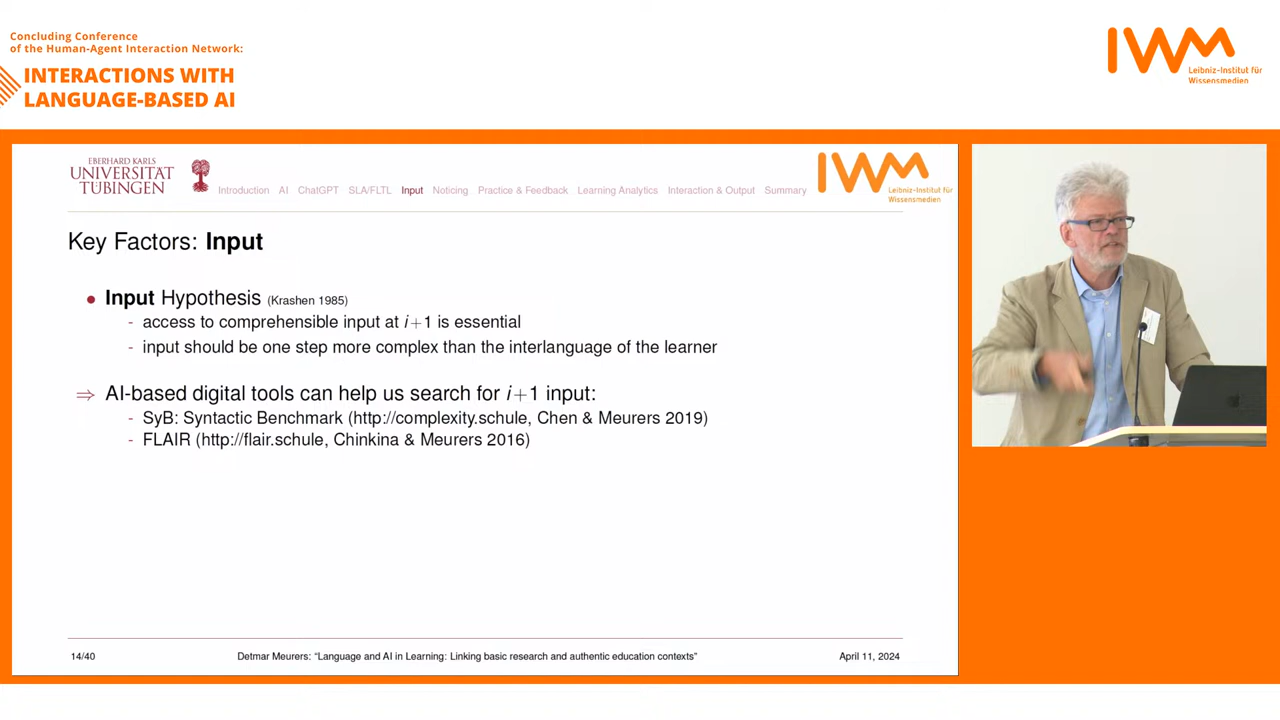 Concluding Conference
of the Human-Agent Interaction Network:
INTERACTIONS WITH
LANGUAGE-BASED AI
IWM
Leibniz-Institut für
Wissensmedien
EBERHARD KARLS
UNIVERSITÄT
TÜBINGEN
Introduction AI ChatGPT SLA/FLTL Input Noticing Practice & Feedback Learning Analytics Interaction & Output Summary
IWM
Leibniz-Institut für
Wissensmedien
Key Factors: Input
• Input Hypothesis (Krashen 1985)
- access to comprehensible input at i+1 is essential
- input should be one step more complex than the interlanguage of the learner
⇒ AI-based digital tools can help us search for i+1 input:
- SyB: Syntactic Benchmark (http://complexity.schule, Chen & Meurers 2019)
- FLAIR (http://flair.schule, Chinkina & Meurers 2016)
14/40 Detmar Meurers: “Language and AI in Learning: Linking basic research and authentic education contexts” April 11, 2024